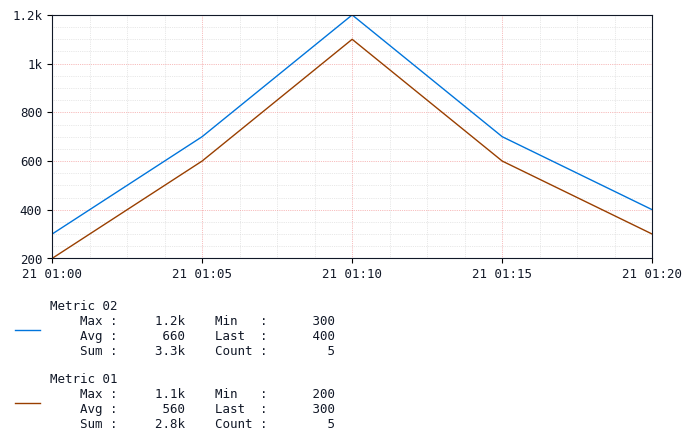 1.2k
1k
800
600
400
200
21 01:00 21 01:05 21 01:10 21 01:15 21 01:20
Metric 02
Max : 1.2k Min : 300
Avg : 660 Last : 400
Sum : 3.3k Count : 5
Metric 01
Max : 1.1k Min : 200
Avg : 560 Last : 300
Sum : 2.8k Count : 5